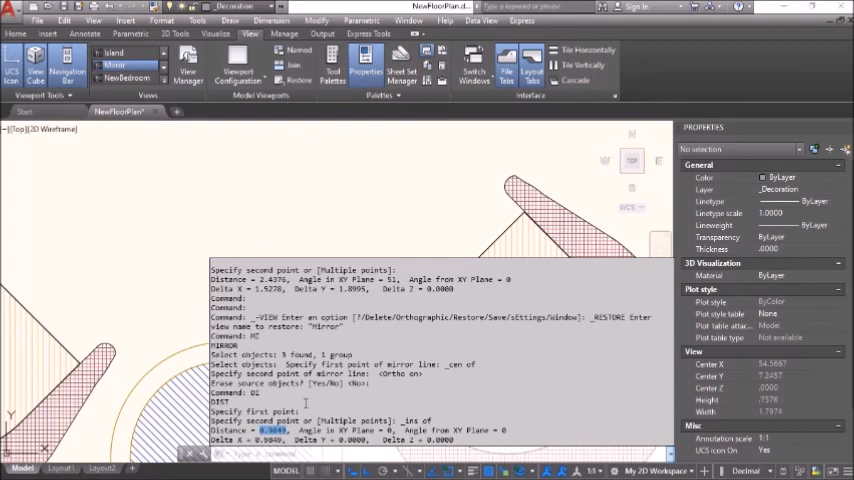 _Decoration
NewFloorPlan.d...
Sign In
File
Edit
View
Insert
Format
Tools
Draw
Dimension
Modify
Parametric
Window
Help
Data View
Express
Home
Insert
Annotate
Parametric
3D Tools
Visualize
View
Manage
Output
Express Tools
UCS Icon
View Cube
Navigation Bar
Island
Mirror
NewBedroom
View Manager
Viewport Configuration
Named
Join
Restore
Tool Palettes
Properties
Sheet Set Manager
Switch Windows
File Tabs
Layout Tabs
Tile Horizontally
Tile Vertically
Cascade
Viewport Tools
Views
Model Viewports
Palettes
Interface
Start
NewFloorPlan*
[Top][2D Wireframe]
N
W
TOP
E
S
WCS
Specify second point or [Multiple points]:
Distance = 2.4376, Angle in XY Plane = 51, Angle from XY Plane = 0
Delta X = 1.5278, Delta Y = 1.8995, Delta Z = 0.0000
Command:
Command:
Command: _-VIEW Enter an option [?/Delete/Orthographic/Restore/Save/sEttings/Window]: _RESTORE Enter
view name to restore: "Mirror"
Command: MI
MIRROR
Select objects: 3 found, 1 group
Select objects: Specify first point of mirror line: _cen of
Specify second point of mirror line: <Ortho on>
Erase source objects? [Yes/No] <No>:
Command: DI
DIST
Specify first point:
Specify second point or [Multiple points]: _ins of
Distance = 0.9849, Angle in XY Plane = 0, Angle from XY Plane = 0
Delta X = 0.9849, Delta Y = 0.0000, Delta Z = 0.0000
Type a command
Y
X
PROPERTIES
No selection
General
Color ByLayer
Layer _Decoration
Linetype ByLayer
Linetype scale 1.0000
Lineweight ByLayer
Transparency ByLayer
Thickness .0000
3D Visualization
Material ByLayer
Plot style
Plot style ByColor
Plot style table None
Plot table attac... Model
Plot table type Not available
View
Center X 54.5667
Center Y 7.2457
Height .7576
Width 1.7974
Misc
Annotation scale 1:1
UCS icon On Yes
Model
Layout1
Layout2
+
MODEL
1:1
My 2D Workspace
Decimal